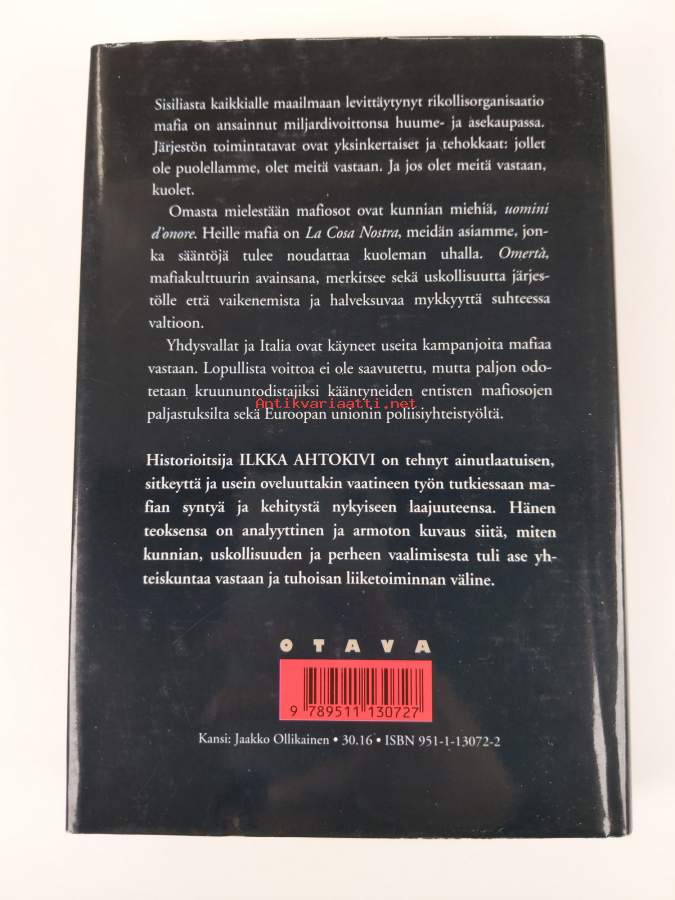 Sisiliasta kaikkialle maailmaan levittäytynyt rikollisorganisaatio
mafia on ansainnut miljardivoittonsa huume- ja asekaupassa.
Järjestön toimintatavat ovat yksinkertaiset ja tehokkaat: jollet
ole puolellamme, olet meitä vastaan. Ja jos olet meitä vastaan,
kuolet.
Omasta mielestään mafiosot ovat kunnian miehiä, uomini
d'onore. Heille mafia on La Cosa Nostra, meidän asiamme, jon-
ka sääntöjä tulee noudattaa kuoleman uhalla. Omertà,
mafiakulttuurin avainsana, merkitsee sekä uskollisuutta järjes-
tölle että vaikenemista ja halveksuvaa mykkyyttä suhteessa
valtioon.
Yhdysvallat ja Italia ovat käyneet useita kampanjoita mafiaa
vastaan. Lopullista voittoa ei ole saavutettu, mutta paljon odo-
tetaan kruununtodistajiksi kääntyneiden entisten mafiosojen
Antikvariaatti.net
paljastuksilta sekä Euroopan unionin poliisiyhteistyöltä.
Historioitsija ILKKA AHTOKIVI on tehnyt ainutlaatuisen,
sitkeyttä ja usein oveluuttakin vaatineen työn tutkiessaan ma-
fian syntyä ja kehitystä nykyiseen laajuuteensa. Hänen
teoksensa on analyyttinen ja armoton kuvaus siitä, miten
kunnian, uskollisuuden ja perheen vaalimisesta tuli ase yh-
teiskuntaa vastaan ja tuhoisan liiketoiminnan väline.
OTAVA
9 789511 130727
Kansi: Jaakko Ollikainen • 30.16 • ISBN 951-1-13072-2